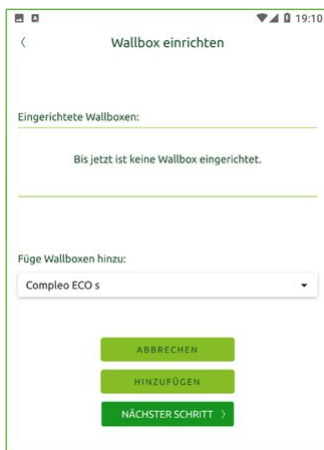 19:10
Wallbox einrichten
Eingerichtete Wallboxen:
Bis jetzt ist keine Wallbox eingerichtet.
Füge Wallboxen hinzu:
Compleo ECO s
ABBRECHEN
HINZUFÜGEN
NÄCHSTER SCHRITT